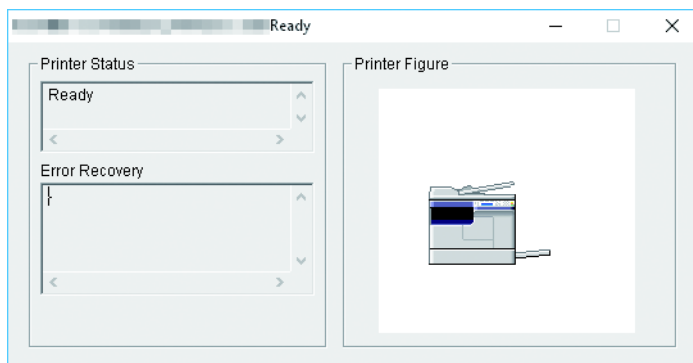 Ready
Printer Status
Ready
Error Recovery
Printer Figure